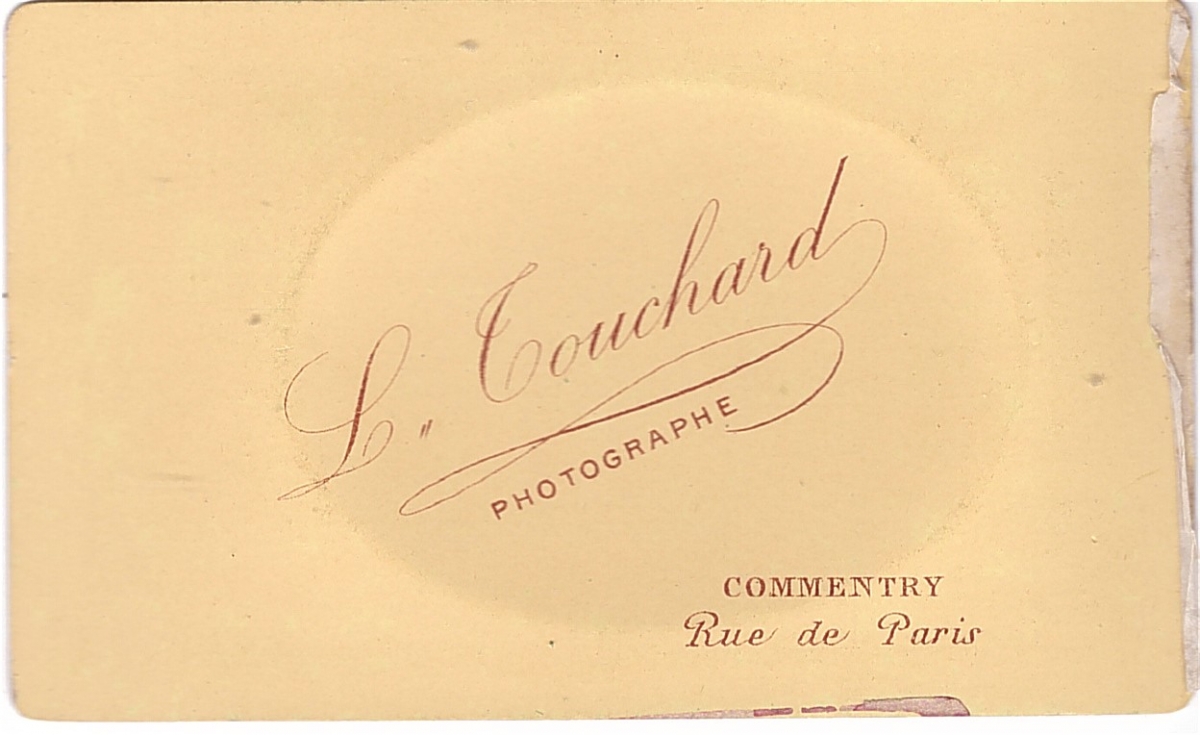 L. Touchard
PHOTOGRAPHE
COMMENTRY
Rue de Paris